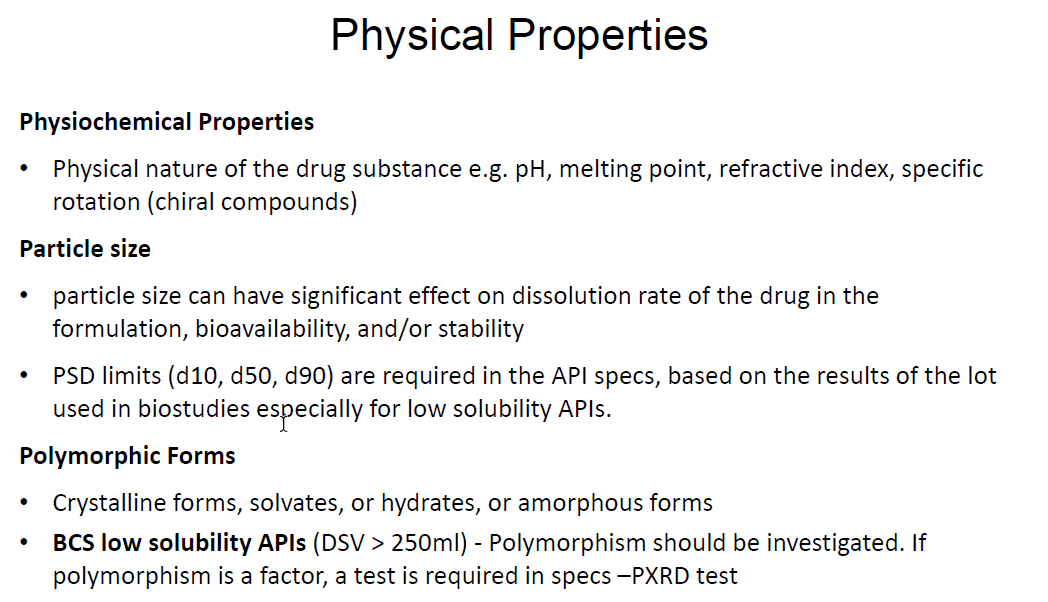 Physical Properties
Physiochemical Properties
• Physical nature of the drug substance e.g. pH, melting point, refractive index, specific
rotation (chiral compounds)
Particle size
• particle size can have significant effect on dissolution rate of the drug in the
formulation, bioavailability, and/or stability
• PSD limits (d10, d50, d90) are required in the API specs, based on the results of the lot
used in biostudies especially for low solubility APIs.
Polymorphic Forms
• Crystalline forms, solvates, or hydrates, or amorphous forms
• BCS low solubility APIs (DSV > 250ml) - Polymorphism should be investigated. If
polymorphism is a factor, a test is required in specs –PXRD test